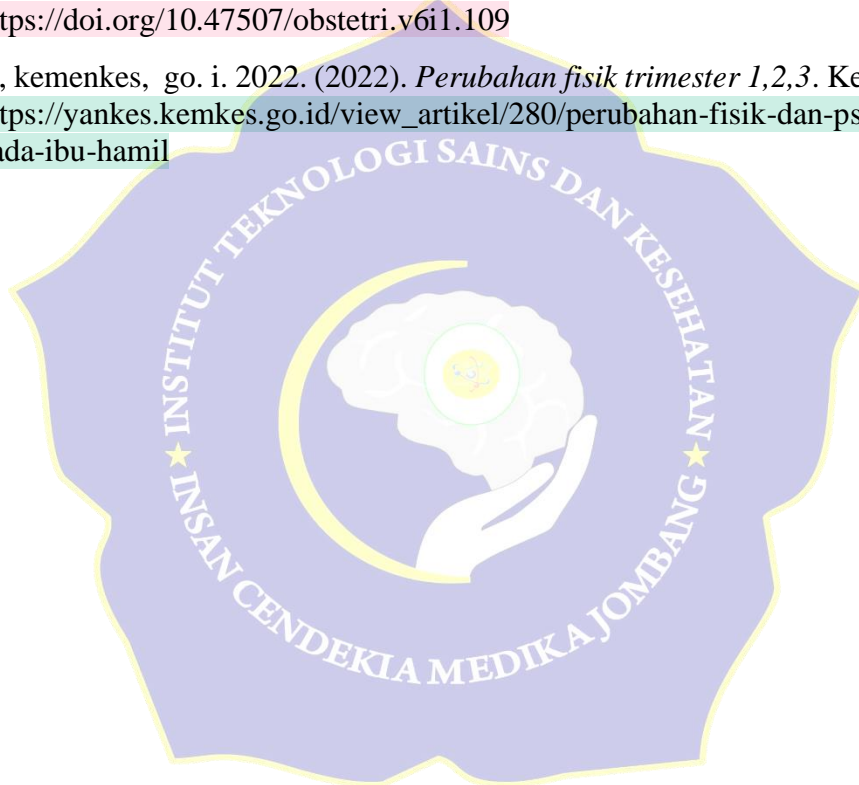 tps://doi.org/10.47507/obstetri.v6i1.109
, kemenkes, go. i. 2022. (2022). Perubahan fisik trimester 1,2,3. Ke
tps://yankes.kemkes.go.id/view_artikel/280/perubahan-fisik-dan-ps
ada-ibu-hamil
INSTITUT TEKNOLOGI SAINS DAN KESEHATAN
INSAN CENDEKIA MEDIKA JOMBANG